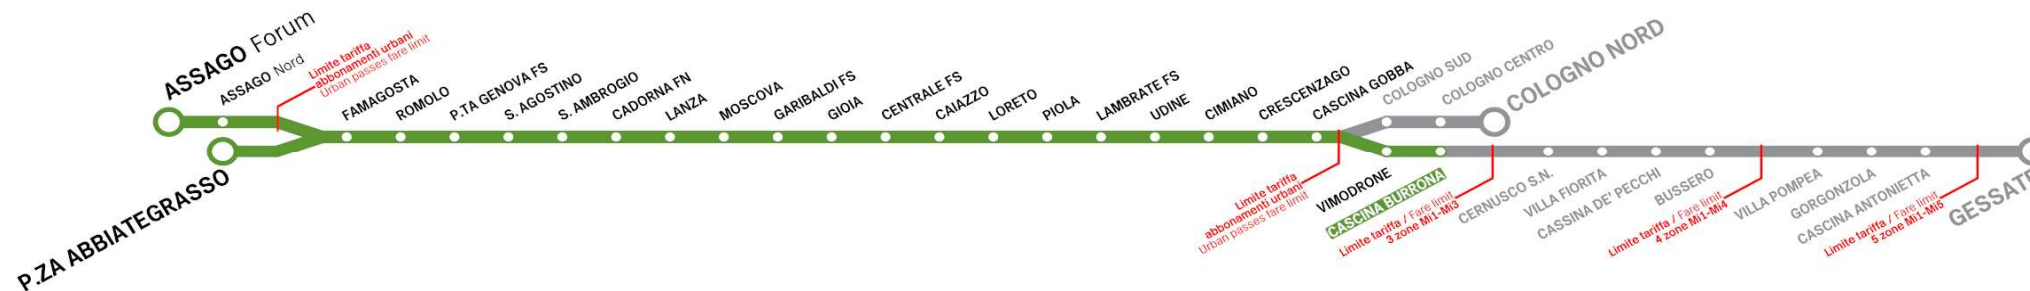 ASSAGO Forum
ASSAGO Nord
Limite tariffa
abbonamenti urbani
Urban passes fare limit
P.ZA ABBIATEGRASSO
FAMAGOSTA
ROMOLO
P.TA GENOVA FS
S. AGOSTINO
S. AMBROGIO
CADORNA FN
LANZA
MOSCOVA
GARIBALDI FS
GIOIA
CENTRALE FS
CAIAZZO
LORETO
PIOLA
LAMBRATE FS
UDINE
CIMIANO
CRESCENZAGO
CASCINA GOBBA
COLOGNO SUD
COLOGNO CENTRO
COLOGNO NORD
Limite tariffa
abbonamenti urbani
Urban passes fare limit
VIMODRONE
CASCINA BURRONA
Limite tariffa / Fare limit
3 zone Mi1-Mi3
CERNUSCO S.N.
VILLA FIORITA
CASSINA DE' PECCHI
BUSSERO
Limite tariffa / Fare limit
4 zone Mi1-Mi4
VILLA POMPEA
GORGONZOLA
CASCINA ANTONIETTA
Limite tariffa / Fare limit
5 zone Mi1-Mi5
GESSATE